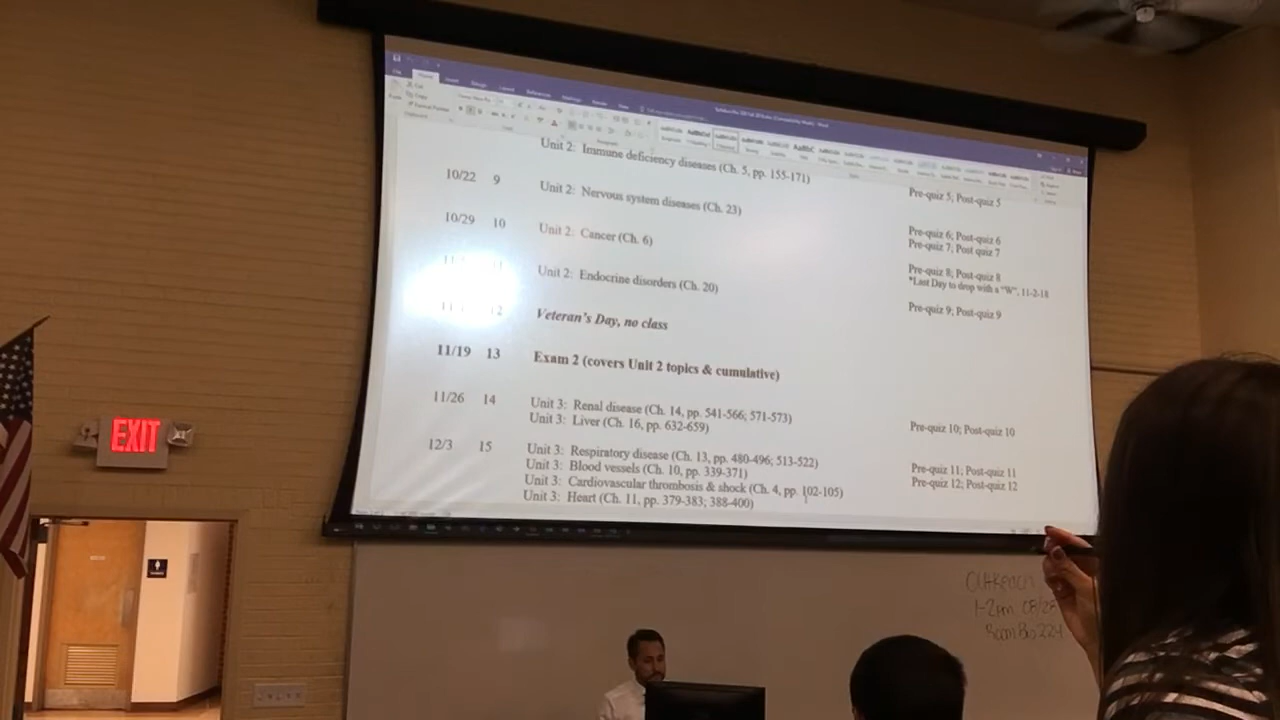 Unit 2: Immune deficiency diseases (Ch. 5, pp. 155-171)
Pre-quiz 5; Post-quiz 5
10/22 9 Unit 2: Nervous system diseases (Ch. 23)
Pre-quiz 6; Post-quiz 6
Pre-quiz 7; Post quiz 7
10/29 10 Unit 2: Cancer (Ch. 6)
Pre-quiz 8; Post-quiz 8
*Last Day to drop with a "W", 11-2-18
Unit 2: Endocrine disorders (Ch. 20)
Pre-quiz 9; Post-quiz 9
12 Veteran's Day, no class
11/19 13 Exam 2 (covers Unit 2 topics & cumulative)
11/26 14 Unit 3: Renal disease (Ch. 14, pp. 541-566; 571-573)
Unit 3: Liver (Ch. 16, pp. 632-659)
Pre-quiz 10; Post-quiz 10
12/3 15 Unit 3: Respiratory disease (Ch. 13, pp. 480-496; 513-522)
Unit 3: Blood vessels (Ch. 10, pp. 339-371)
Pre-quiz 11; Post-quiz 11
Unit 3: Cardiovascular thrombosis & shock (Ch. 4, pp. 102-105)
Pre-quiz 12; Post-quiz 12
Unit 3: Heart (Ch. 11, pp. 379-383; 388-400)
EXIT
OUTREACH
1-2pm
Room Bio 224